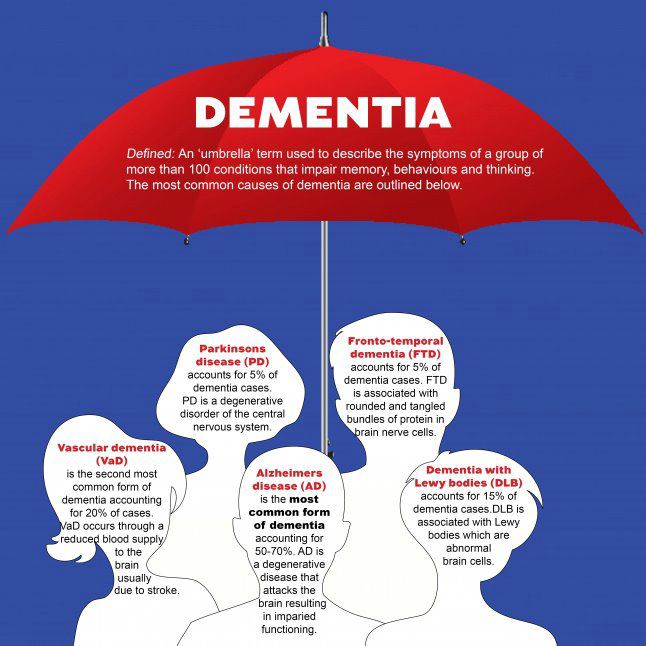 DEMENTIA
Defined: An ‘umbrella’ term used to describe the symptoms of a group of
more than 100 conditions that impair memory, behaviours and thinking.
The most common causes of dementia are outlined below.
Parkinsons
disease (PD)
accounts for 5% of
dementia cases.
PD is a degenerative
disorder of the central
nervous system.
Fronto-temporal
dementia (FTD)
accounts for 5% of
dementia cases. FTD
is associated with
rounded and tangled
bundles of protein in
brain nerve cells.
Vascular dementia
(VaD)
is the second most
common form of
dementia accounting
for 20% of cases.
VaD occurs through a
reduced blood supply
to the
brain
usually
due to stroke.
Alzheimers
disease (AD)
is the most
common form
of dementia
accounting for
50-70%. AD is
a degenerative
disease that
attacks the
brain resulting
in imparied
functioning.
Dementia with
Lewy bodies (DLB)
accounts for 15% of
dementia cases.DLB is
associated with Lewy
bodies which are
abnormal
brain cells.